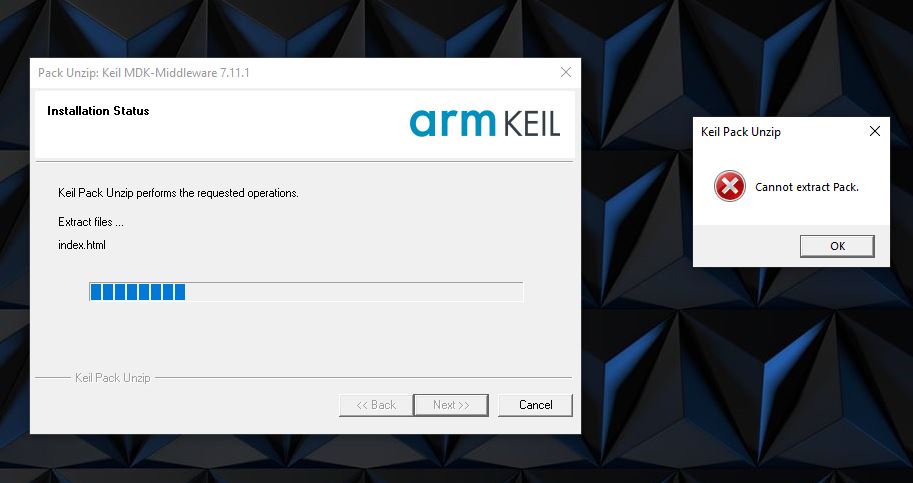 Pack Unzip: Keil MDK-Middleware 7.11.1
Installation Status
arm KEIL
Keil Pack Unzip performs the requested operations.
Extract files ...
index.html
Keil Pack Unzip
<< Back
Next >>
Cancel
Keil Pack Unzip
Cannot extract Pack.
OK